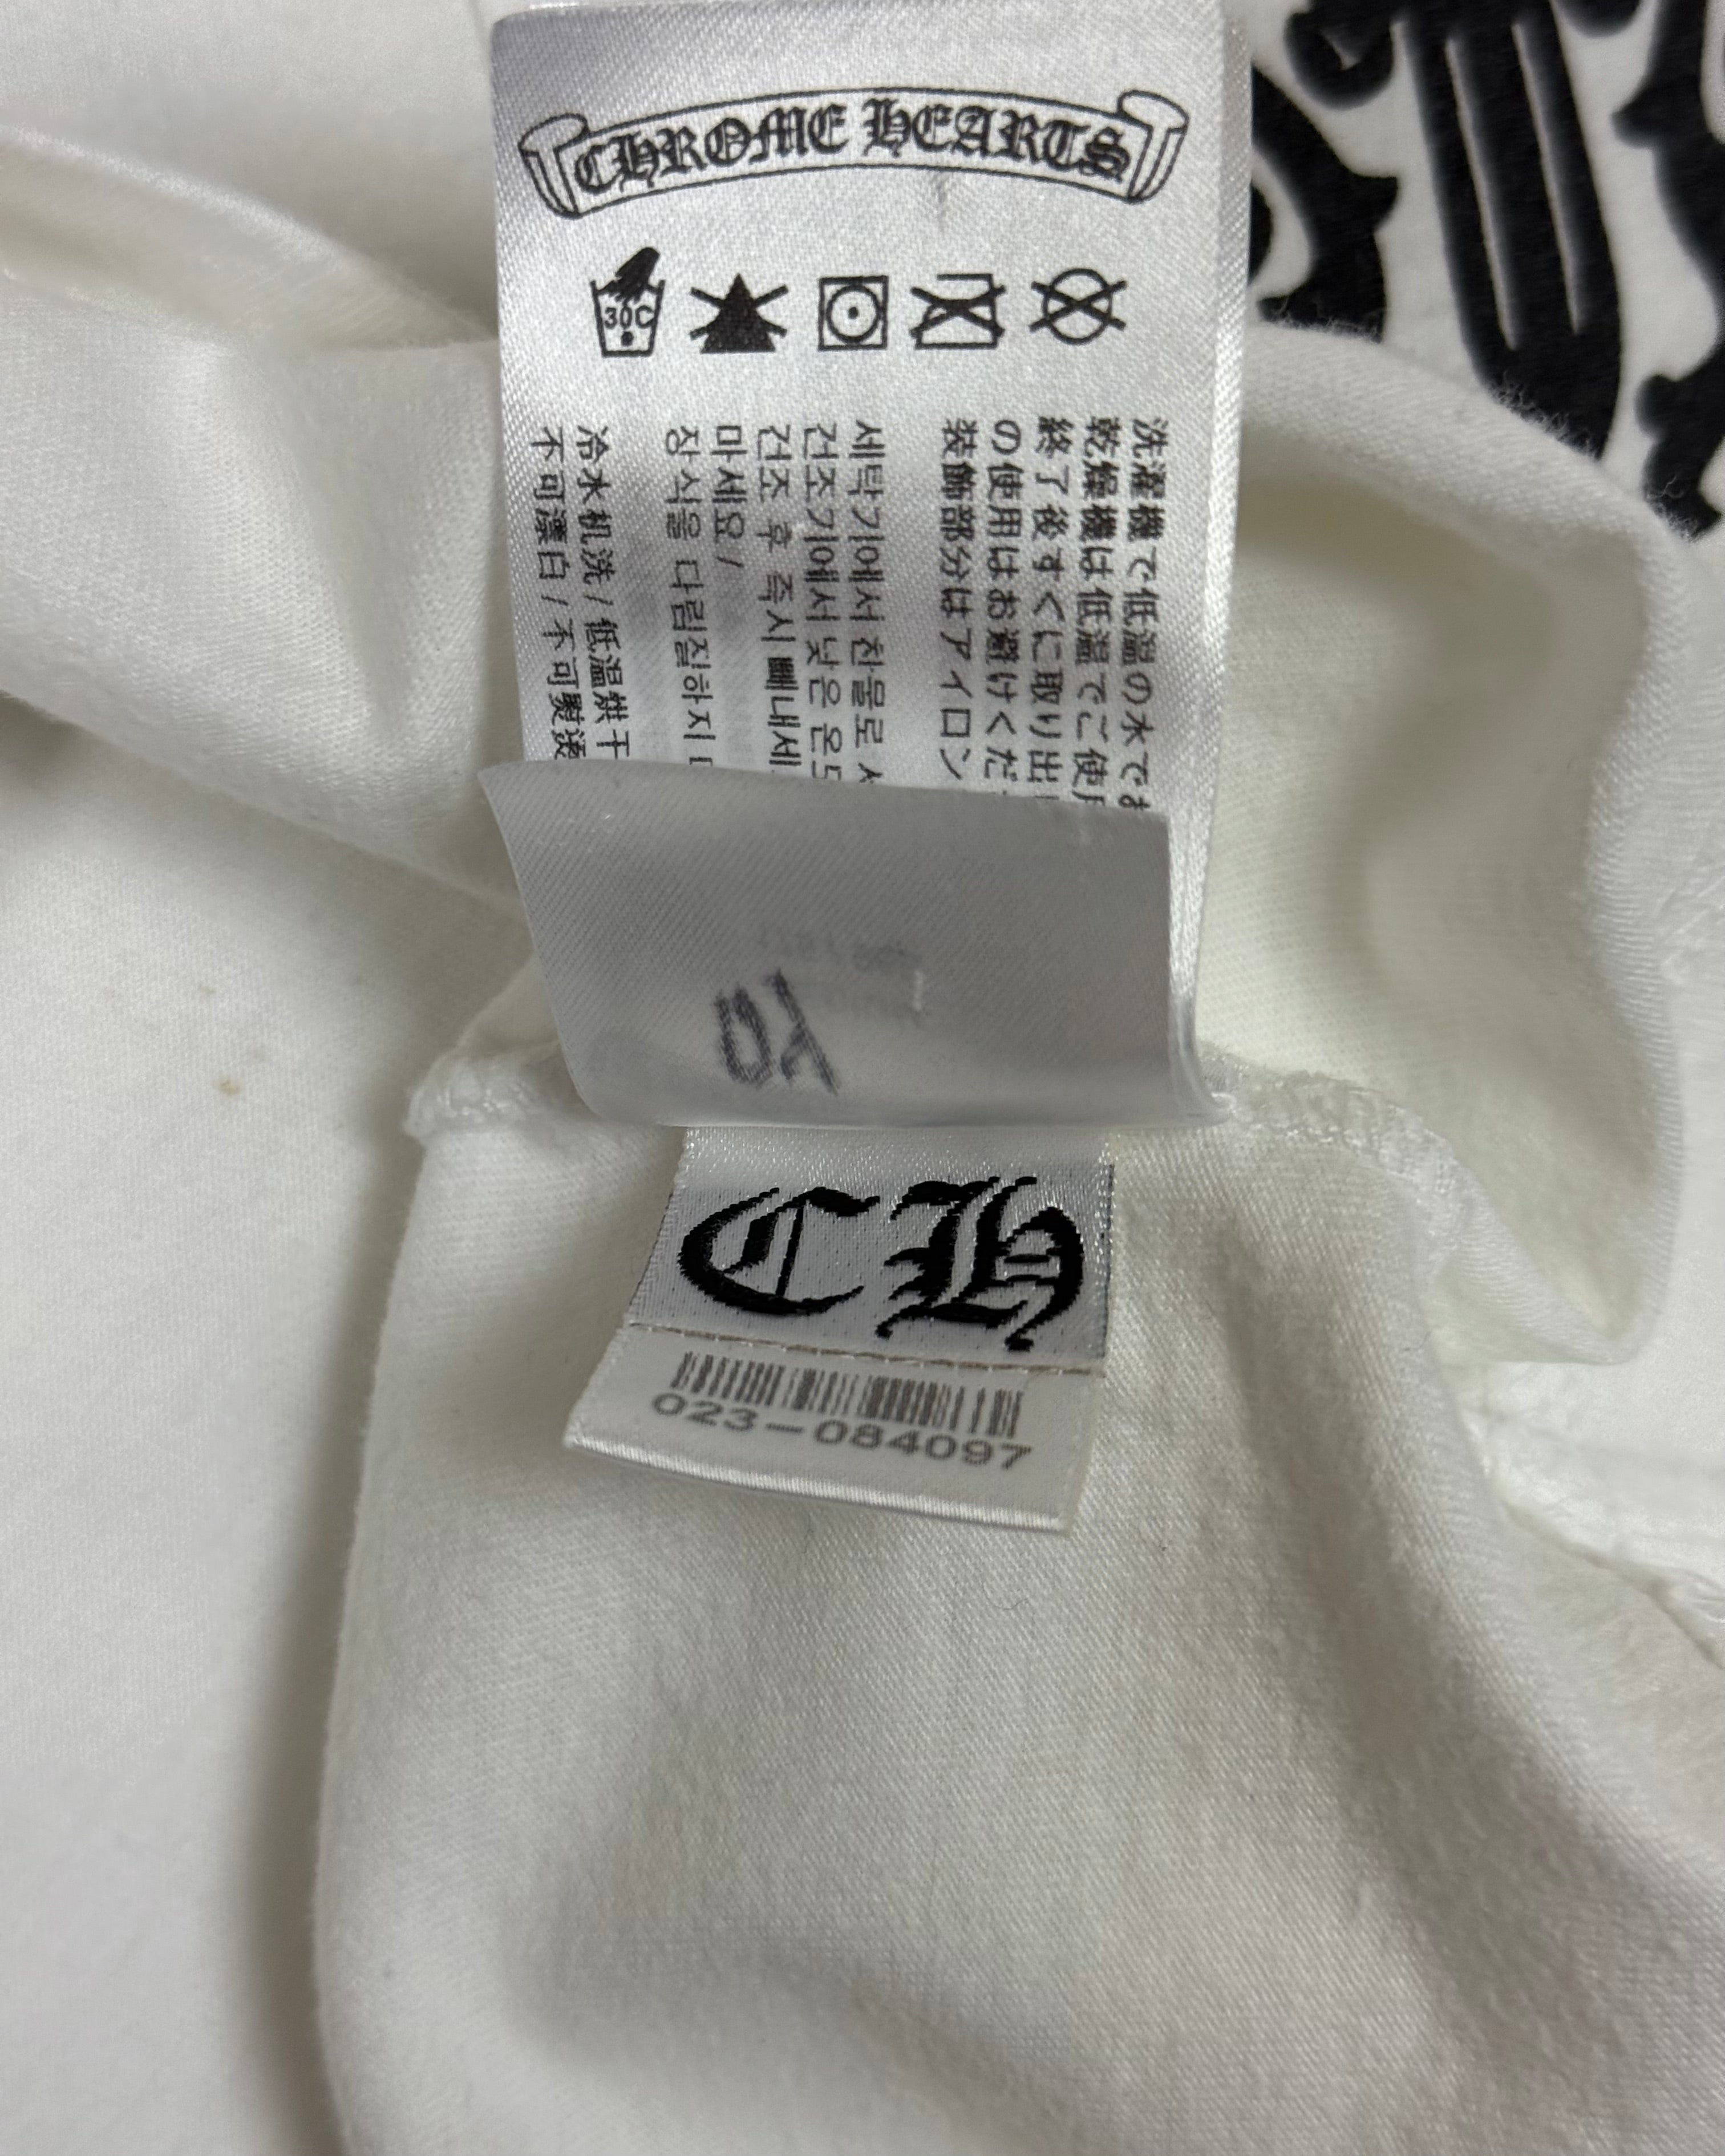 CHROME HEARTS
30C
洗濯機で低温の水で
乾燥機は低温でご使
終了後すぐに取り出
の使用はお避けくだ
装飾部分はアイロン
세탁기에서 찬물로
건조기에서 낮은
건조 후 즉시 빼내세
마세요 /
장식을 다림질하지
冷水机洗 / 低温烘干
不可漂白 / 不可熨烫
CH
023-084097